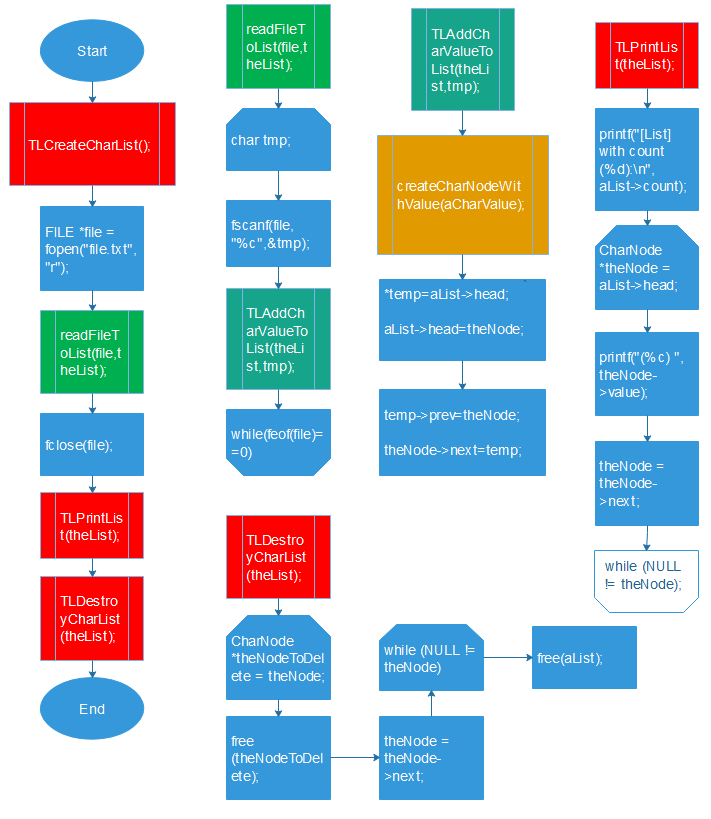 Start
TLCreateCharList();
FILE *file =
fopen("file.txt",
"r");
readFileT
oList(file,t
heList);
fclose(file);
TLPrintLis
t(theList);
TLDestro
yCharList
(theList);
End
readFileT
oList(file,t
heList);
char tmp;
fscanf(file,
"%c",&tmp);
TLAddCh
arValueTo
List(theLi
st,tmp);
while(feof(file)=
=0)
TLDestro
yCharList
(theList);
CharNode
*theNodeToDel
ete = theNode;
free
(theNodeToDel
ete);
theNode =
theNode-
>next;
while (NULL !=
theNode)
free(aList);
TLAddCh
arValueTo
List(theLi
st,tmp);
createCharNodeWit
hValue(aCharValue);
*temp=aList->head;
aList->head=theNode;
temp->prev=theNode;
theNode->next=temp;
TLPrintLis
t(theList);
printf("[List]
with count
(%d):\n",
aList->count);
CharNode
*theNode =
aList->head;
printf("(%c) ",
theNode-
>value);
theNode =
theNode-
>next;
while (NULL
!= theNode);